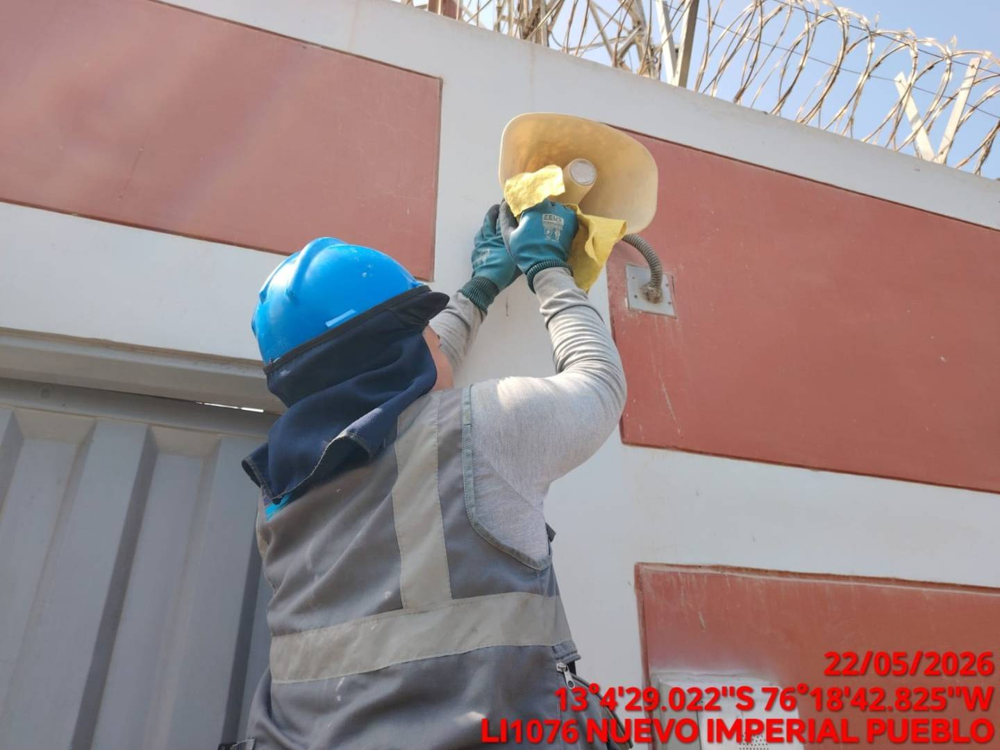 ZEUS
22/05/2026
13°4'29.022"S 76°18'42.825"W
LI1076 NUEVO IMPERIAL PUEBLO